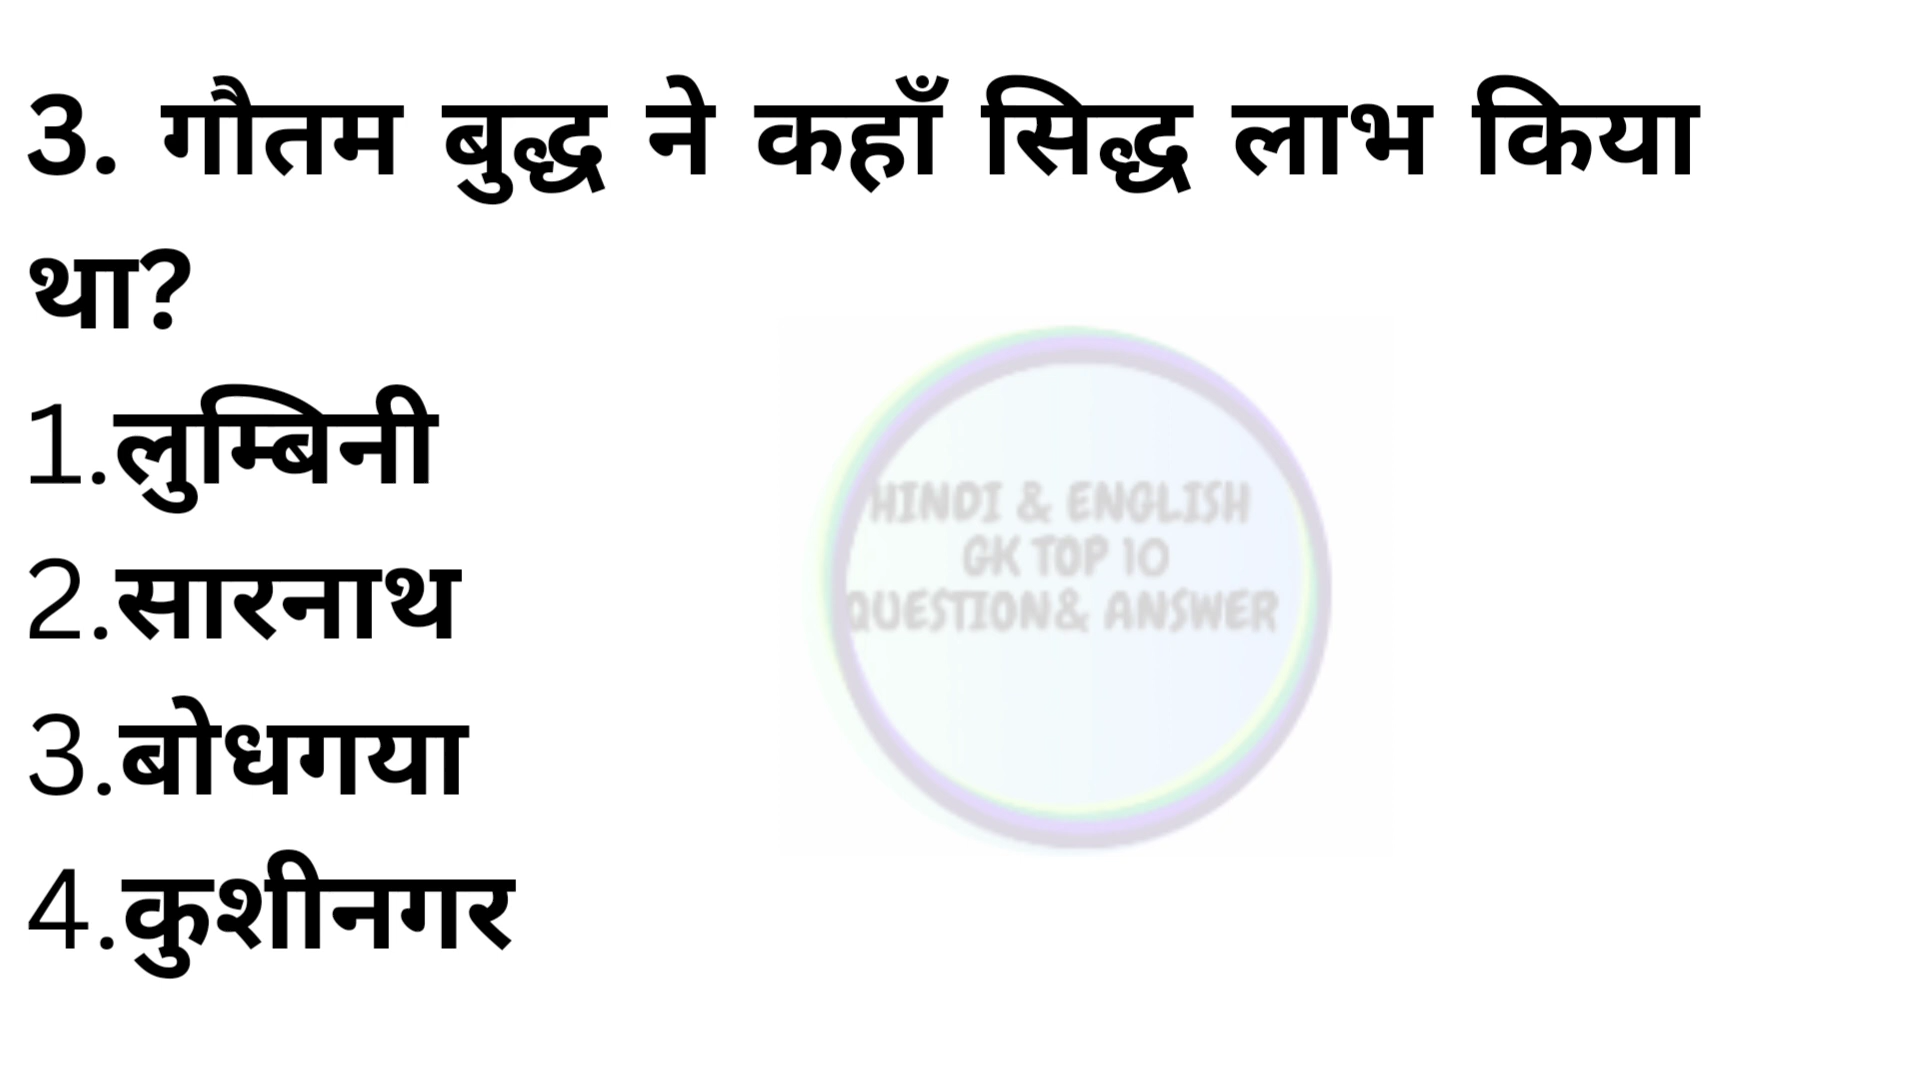 3. गौतम बुद्ध ने कहाँ सिद्ध लाभ किया
था?
1.लुम्बिनी
2.सारनाथ
3.बोधगया
4.कुशीनगर
HINDI & ENGLISH
GK TOP 10
QUESTION& ANSWER